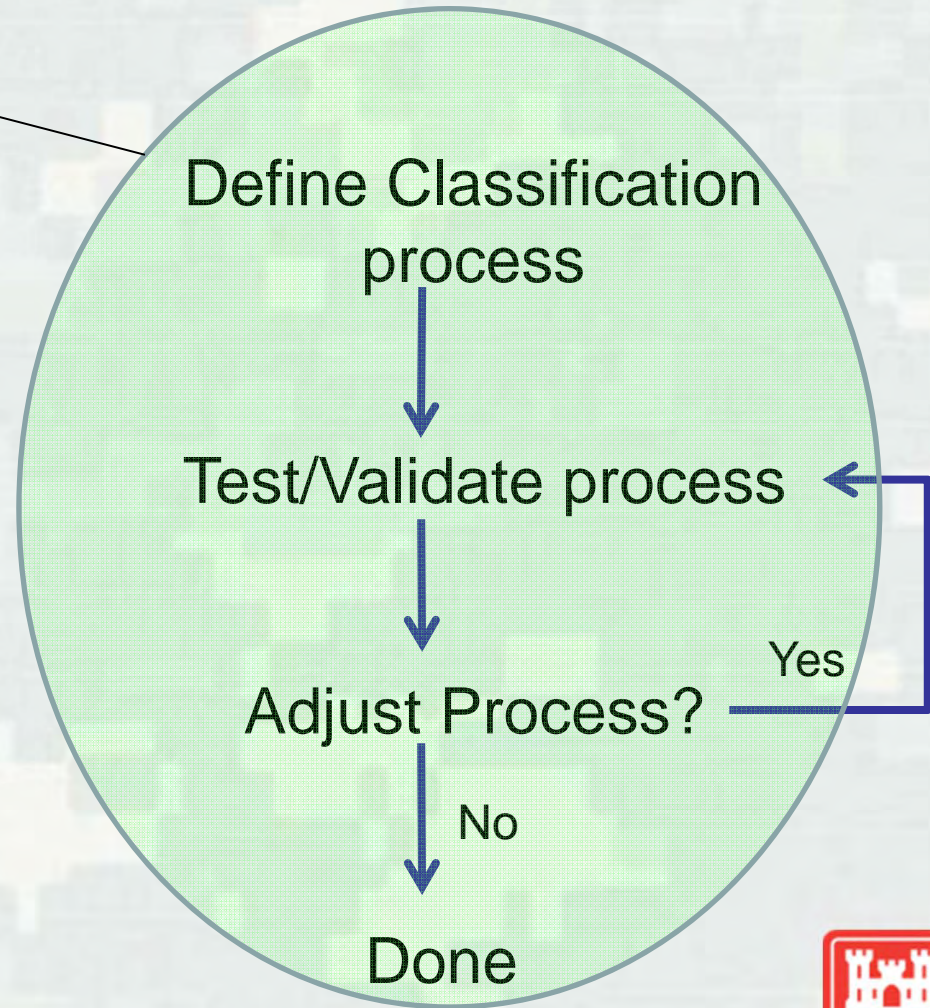 Define Classification
process
Test/Validate process
Yes
Adjust Process?
No
Done